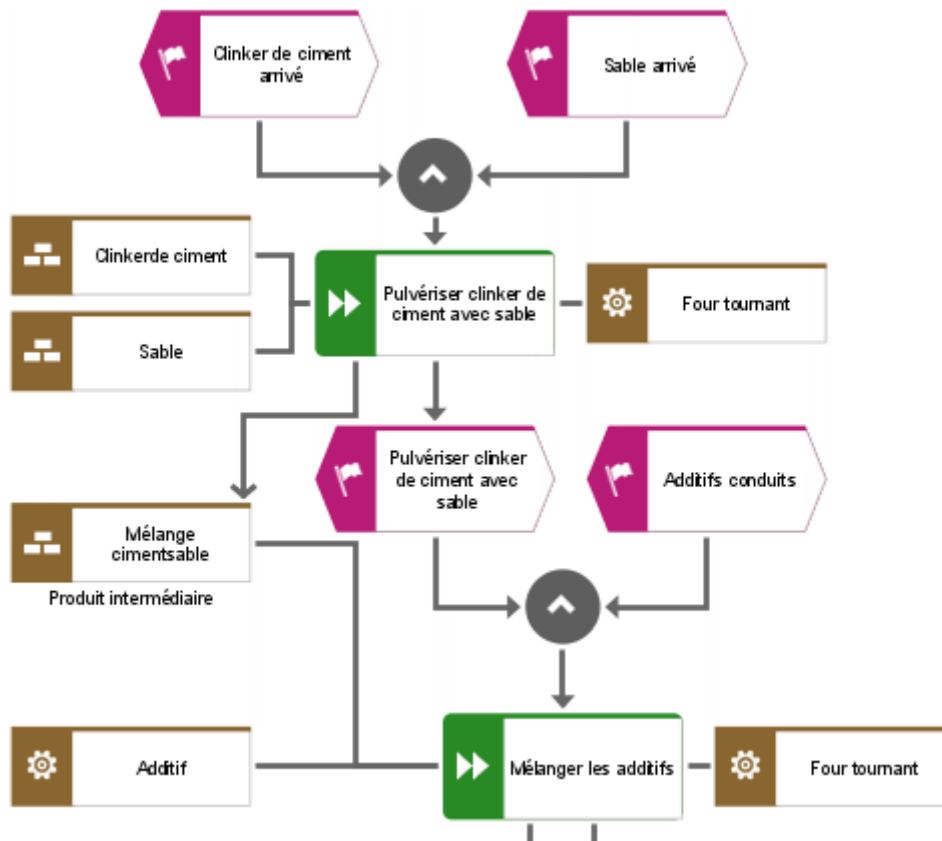 Clinker de ciment
arrivé
Sable arrivé
Clinkerde ciment
Pulvériser clinker de
ciment avec sable
Four tournant
Sable
Pulvériser clinker
de ciment avec
sable
Additifs conduits
Mélange
cimentsable
Produit intermédiaire
Additif
Mélanger les additifs
Four tournant